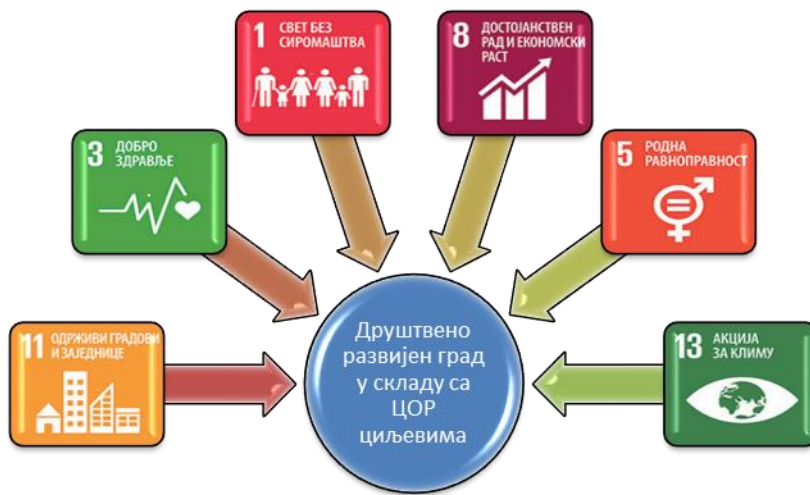 1 СВЕТ БЕЗ
СИРОМАШТВА
8 ДОСТОЈАНСТВЕН
РАД И ЕКОНОМСКИ
РАСТ
3 ДОБРО
ЗДРАВЉЕ
5 РОДНА
РАВНОПРАВНОСТ
11 ОДРЖИВИ ГРАДОВИ
И ЗАЈЕДНИЦЕ
13 АКЦИЈА
ЗА КЛИМУ
Друштвено
развијен град
у складу са
ЦОР
циљевима